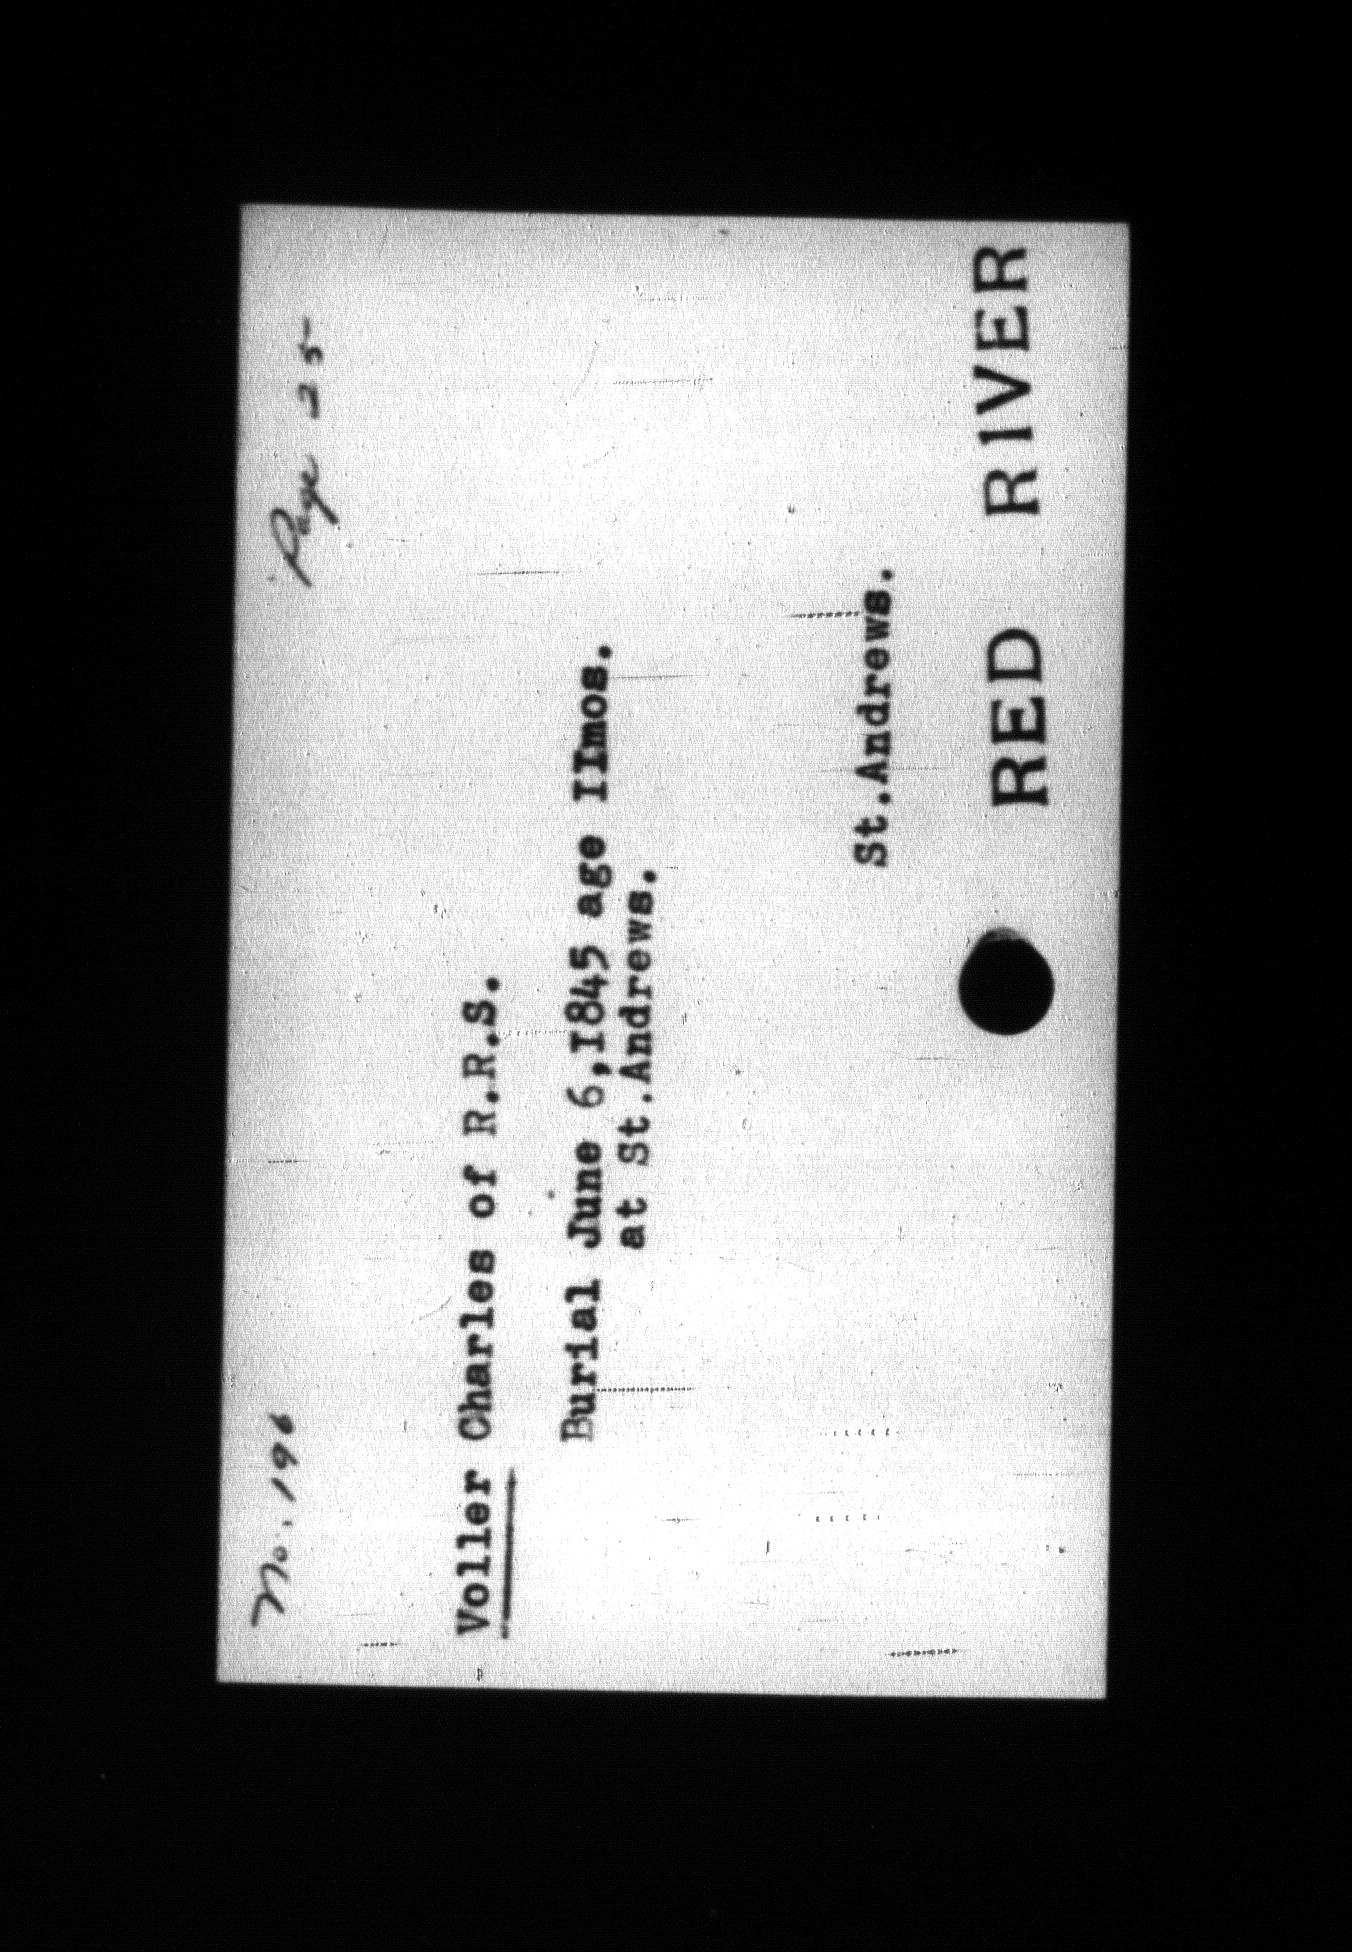 No. 196 Page 25
Voller Charles of R.R.S.
Burial June 6,I845 age IImos.
at St.Andrews.
St.Andrews.
RED RIVER